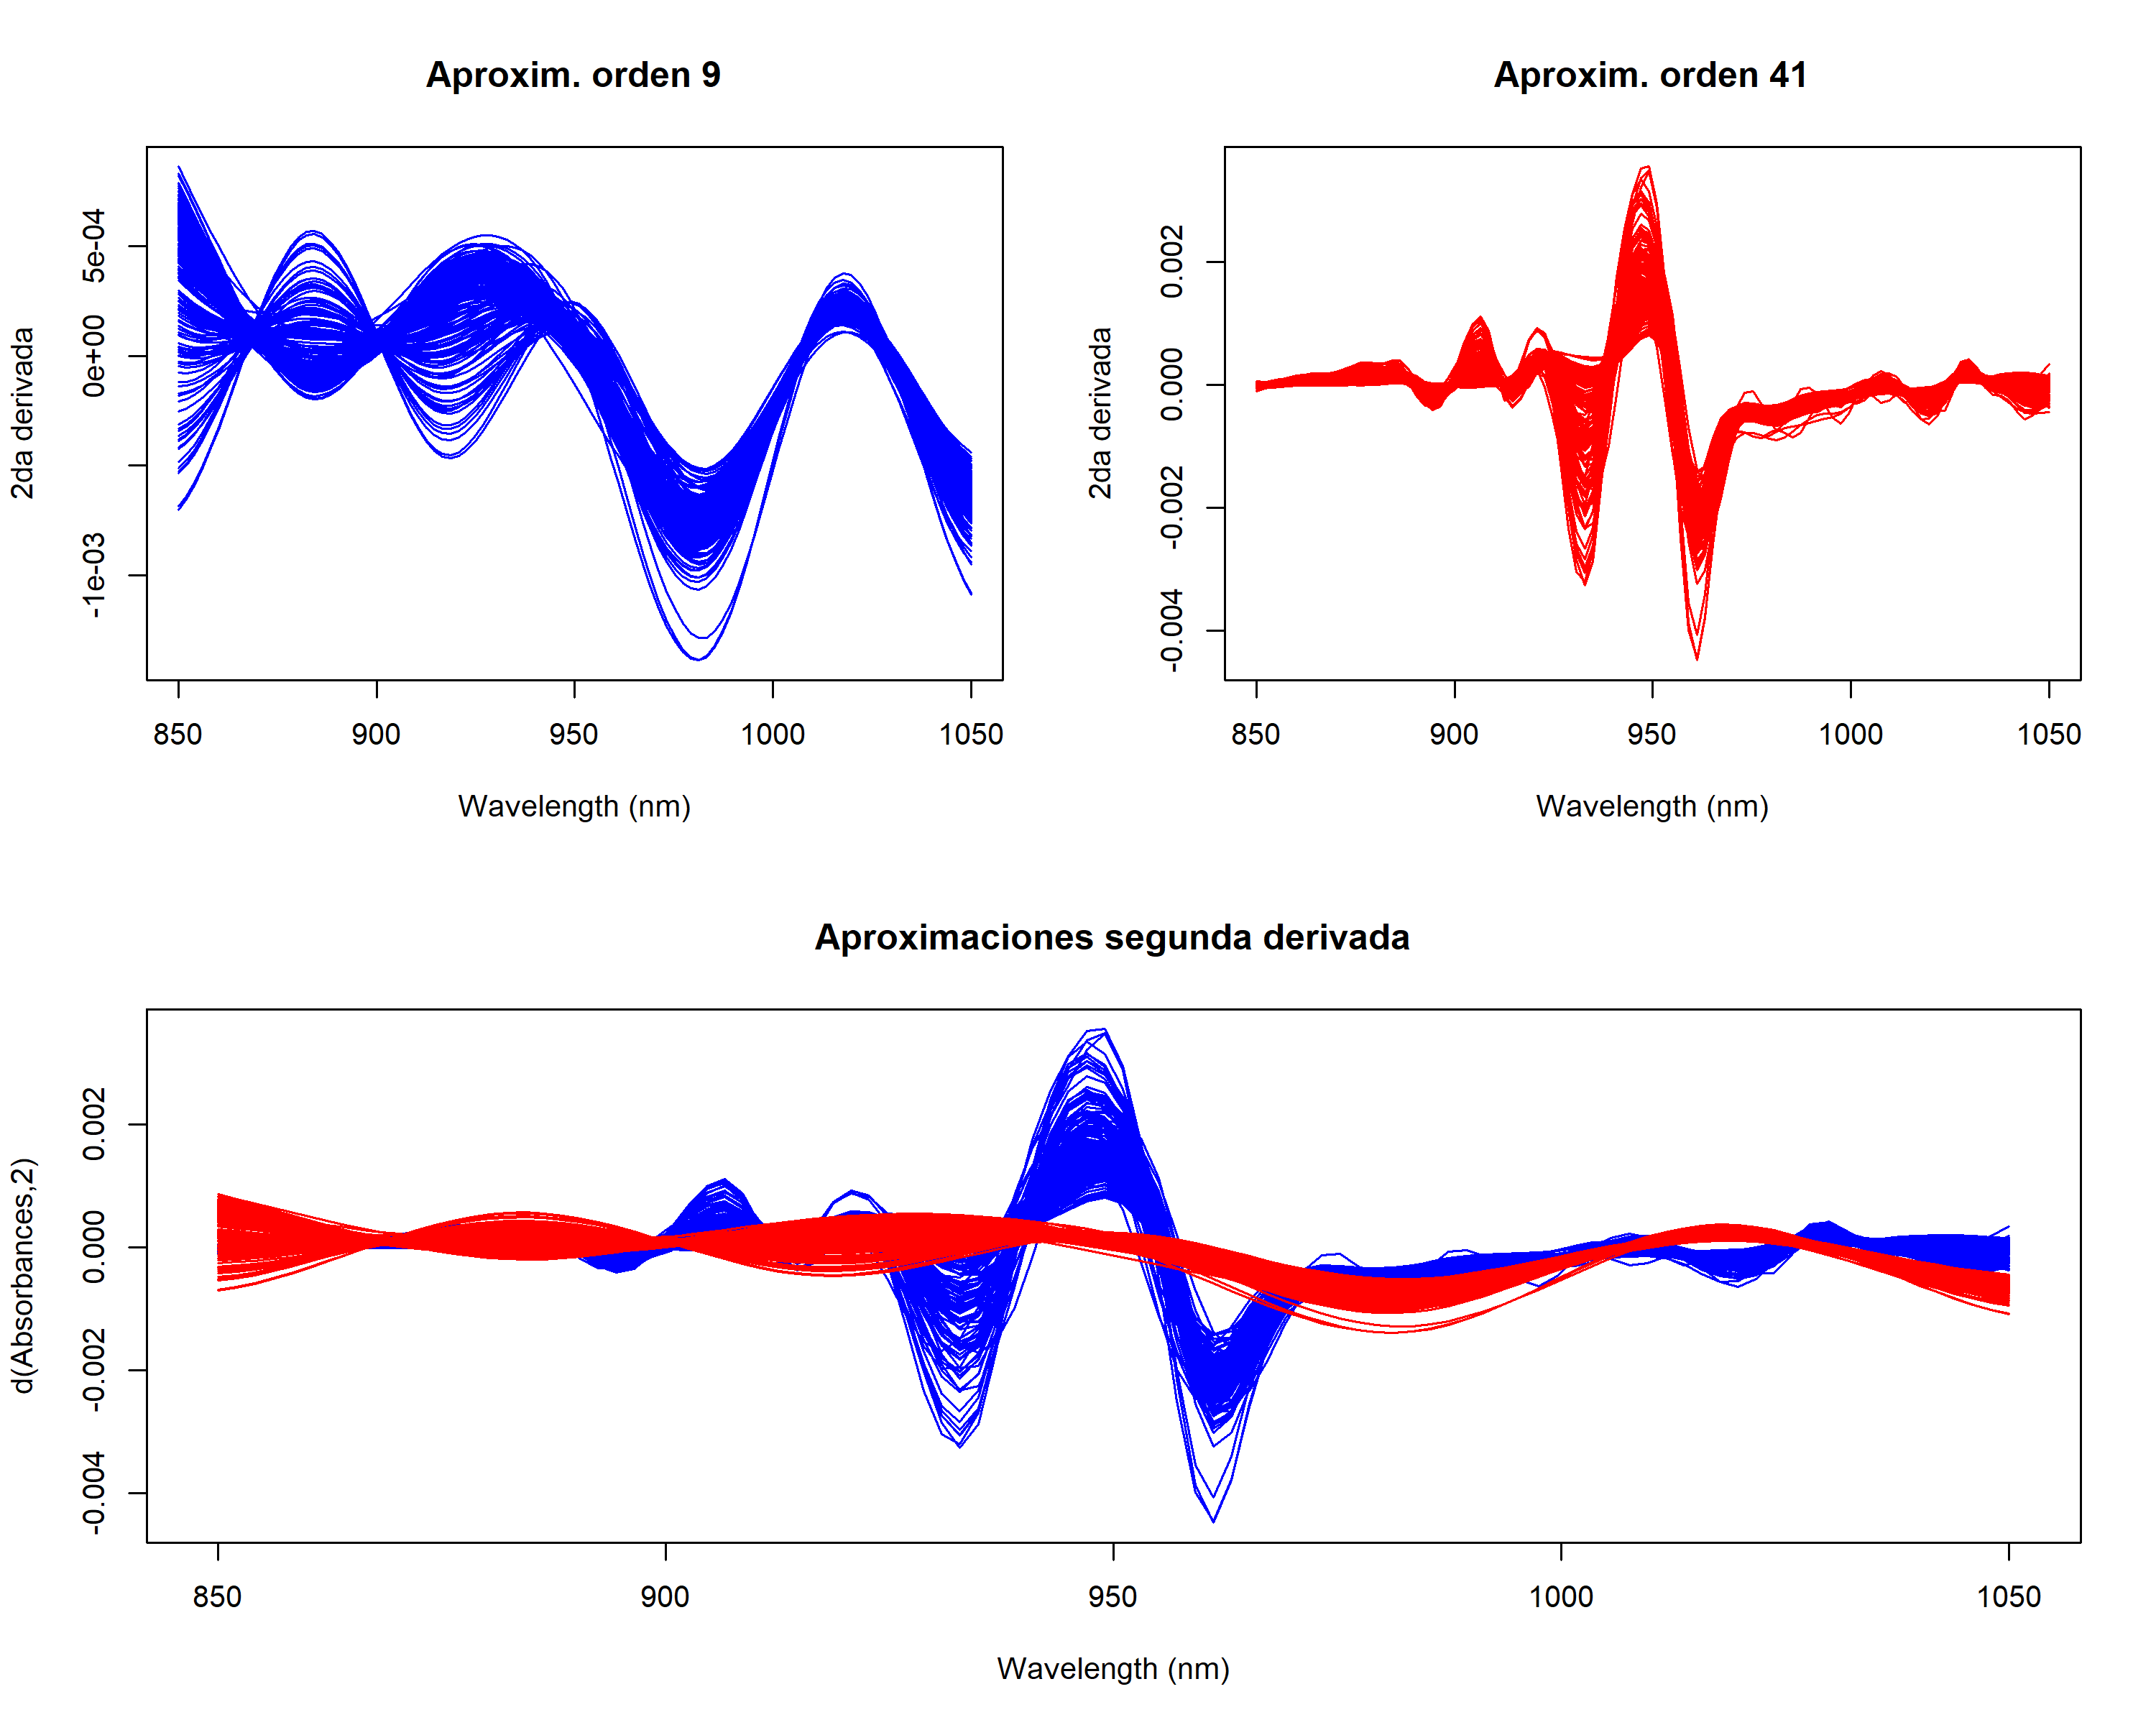 Aproxim. orden 9
2da derivada
5e-04
0e+00
-1e-03
850 900 950 1000 1050
Wavelength (nm)
Aproxim. orden 41
2da derivada
0.002
0.000
-0.002
-0.004
850 900 950 1000 1050
Wavelength (nm)
Aproximaciones segunda derivada
d(Absorbances,2)
0.002
0.000
-0.002
-0.004
850 900 950 1000 1050
Wavelength (nm)